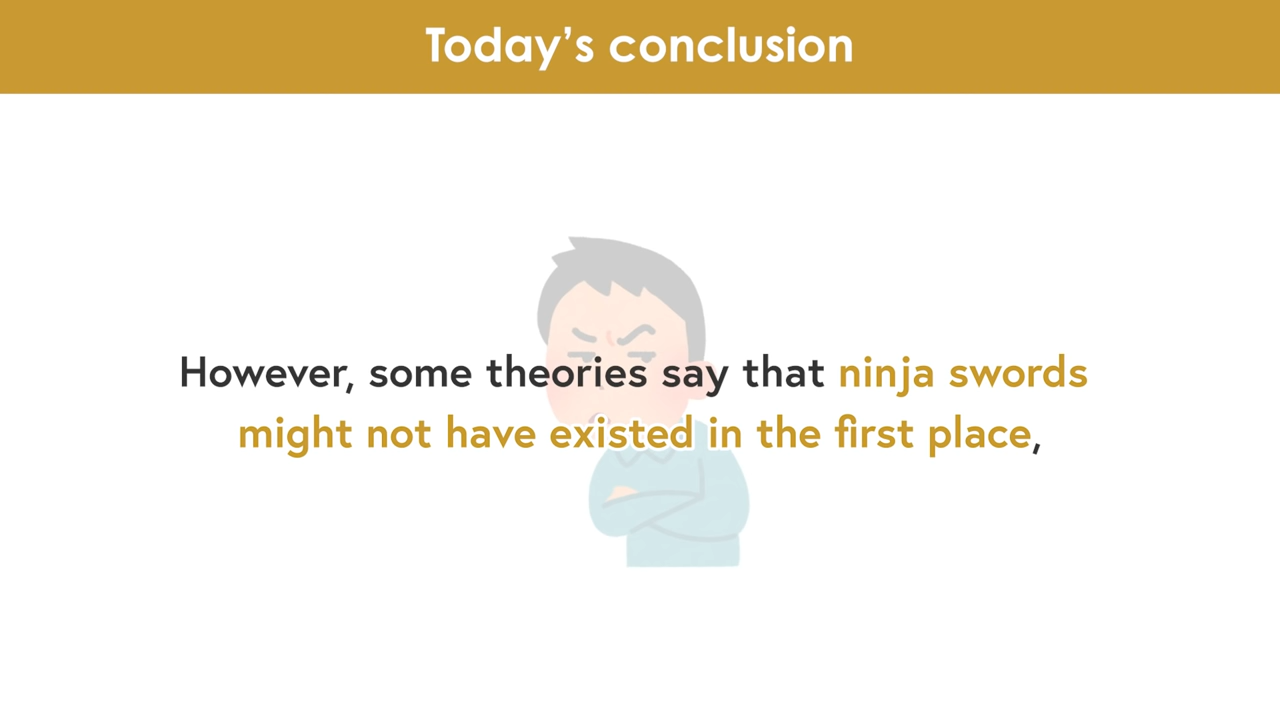 Today’s conclusion
However, some theories say that ninja swords
might not have existed in the first place,